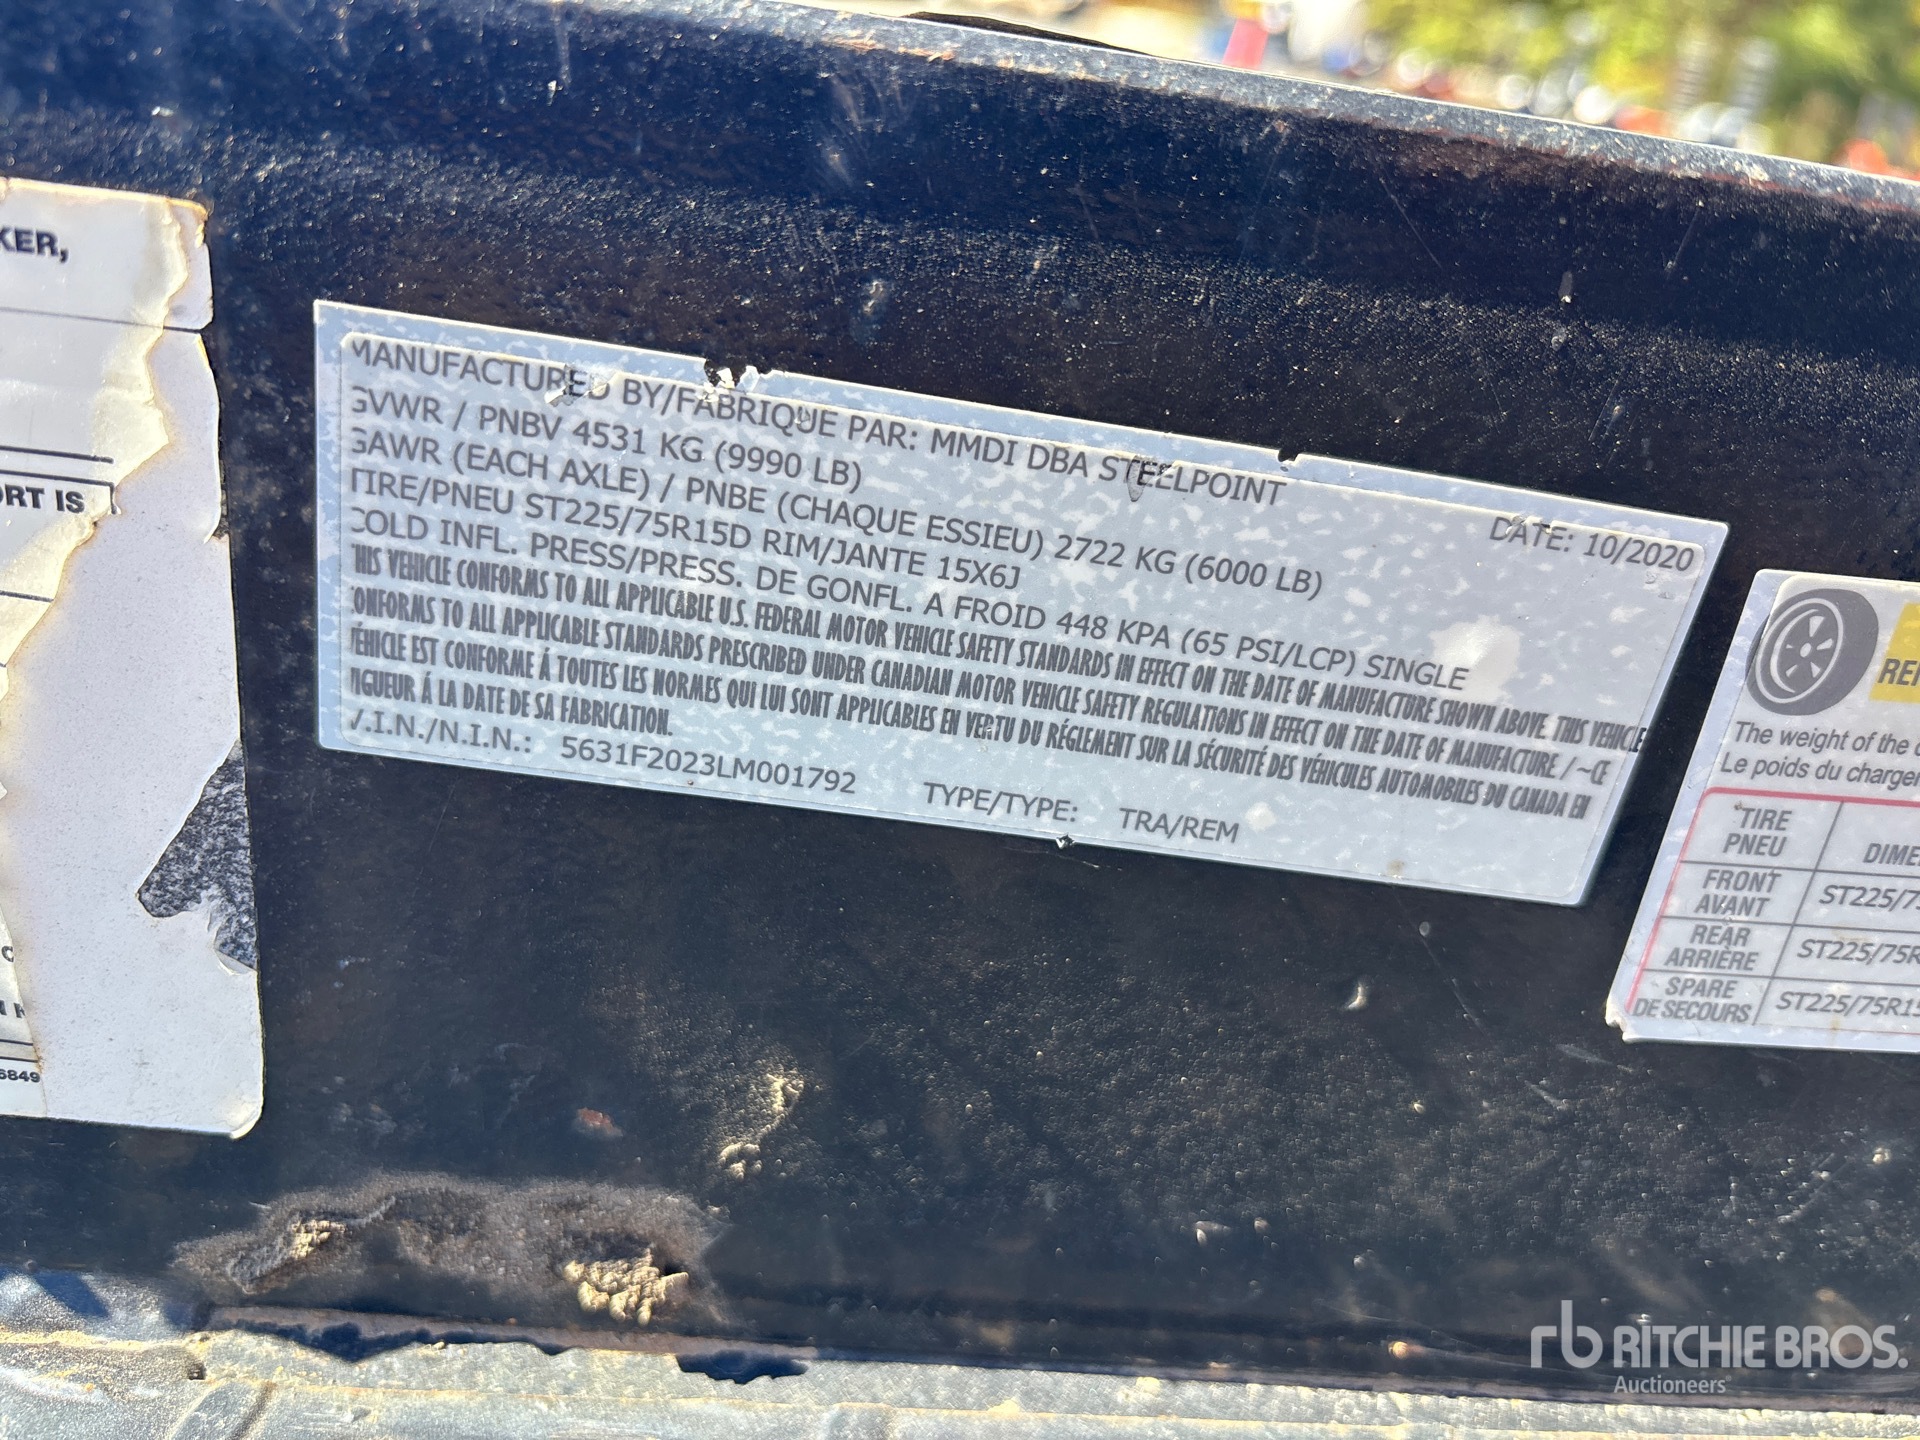 KER,
ORT IS
6849
MANUFACTURED BY/FABRIQUE PAR: MMDI DBA STEELPOINT
DATE: 10/2020
GVWR / PNBV 4531 KG (9990 LB)
GAWR (EACH AXLE) / PNBE (CHAQUE ESSIEU) 2722 KG (6000 LB)
TIRE/PNEU ST225/75R15D RIM/JANTE 15X6J
COLD INFL. PRESS/PRESS. DE GONFL. A FROID 448 KPA (65 PSI/LCP) SINGLE
THIS VEHICLE CONFORMS TO ALL APPLICABLE U.S. FEDERAL MOTOR VEHICLE SAFETY STANDARDS IN EFFECT ON THE DATE OF MANUFACTURE SHOWN ABOVE. THIS VEHICLE
CONFORMS TO ALL APPLICABLE STANDARDS PRESCRIBED UNDER CANADIAN MOTOR VEHICLE SAFETY REGULATIONS IN EFFECT ON THE DATE OF MANUFACTURE / ~CE
VÉHICLE EST CONFORME Á TOUTES LES NORMES QUI LUI SONT APPLICABLES EN VERTU DU RÉGLEMENT SUR LA SÉCURITÉ DES VÉHICULES AUTOMOBILES DU CANADA EN
VIGUEUR Á LA DATE DE SA FABRICATION.
V.I.N./N.I.N.: 5631F2023LM001792 TYPE/TYPE: TRA/REM
REN
The weight of the c
Le poids du charger
TIRE
PNEU
DIME
FRONT
AVANT
ST225/75
REAR
ARRIÈRE
ST225/75R
SPARE
DE SECOURS
ST225/75R15
rb RITCHIE BROS.
Auctioneers